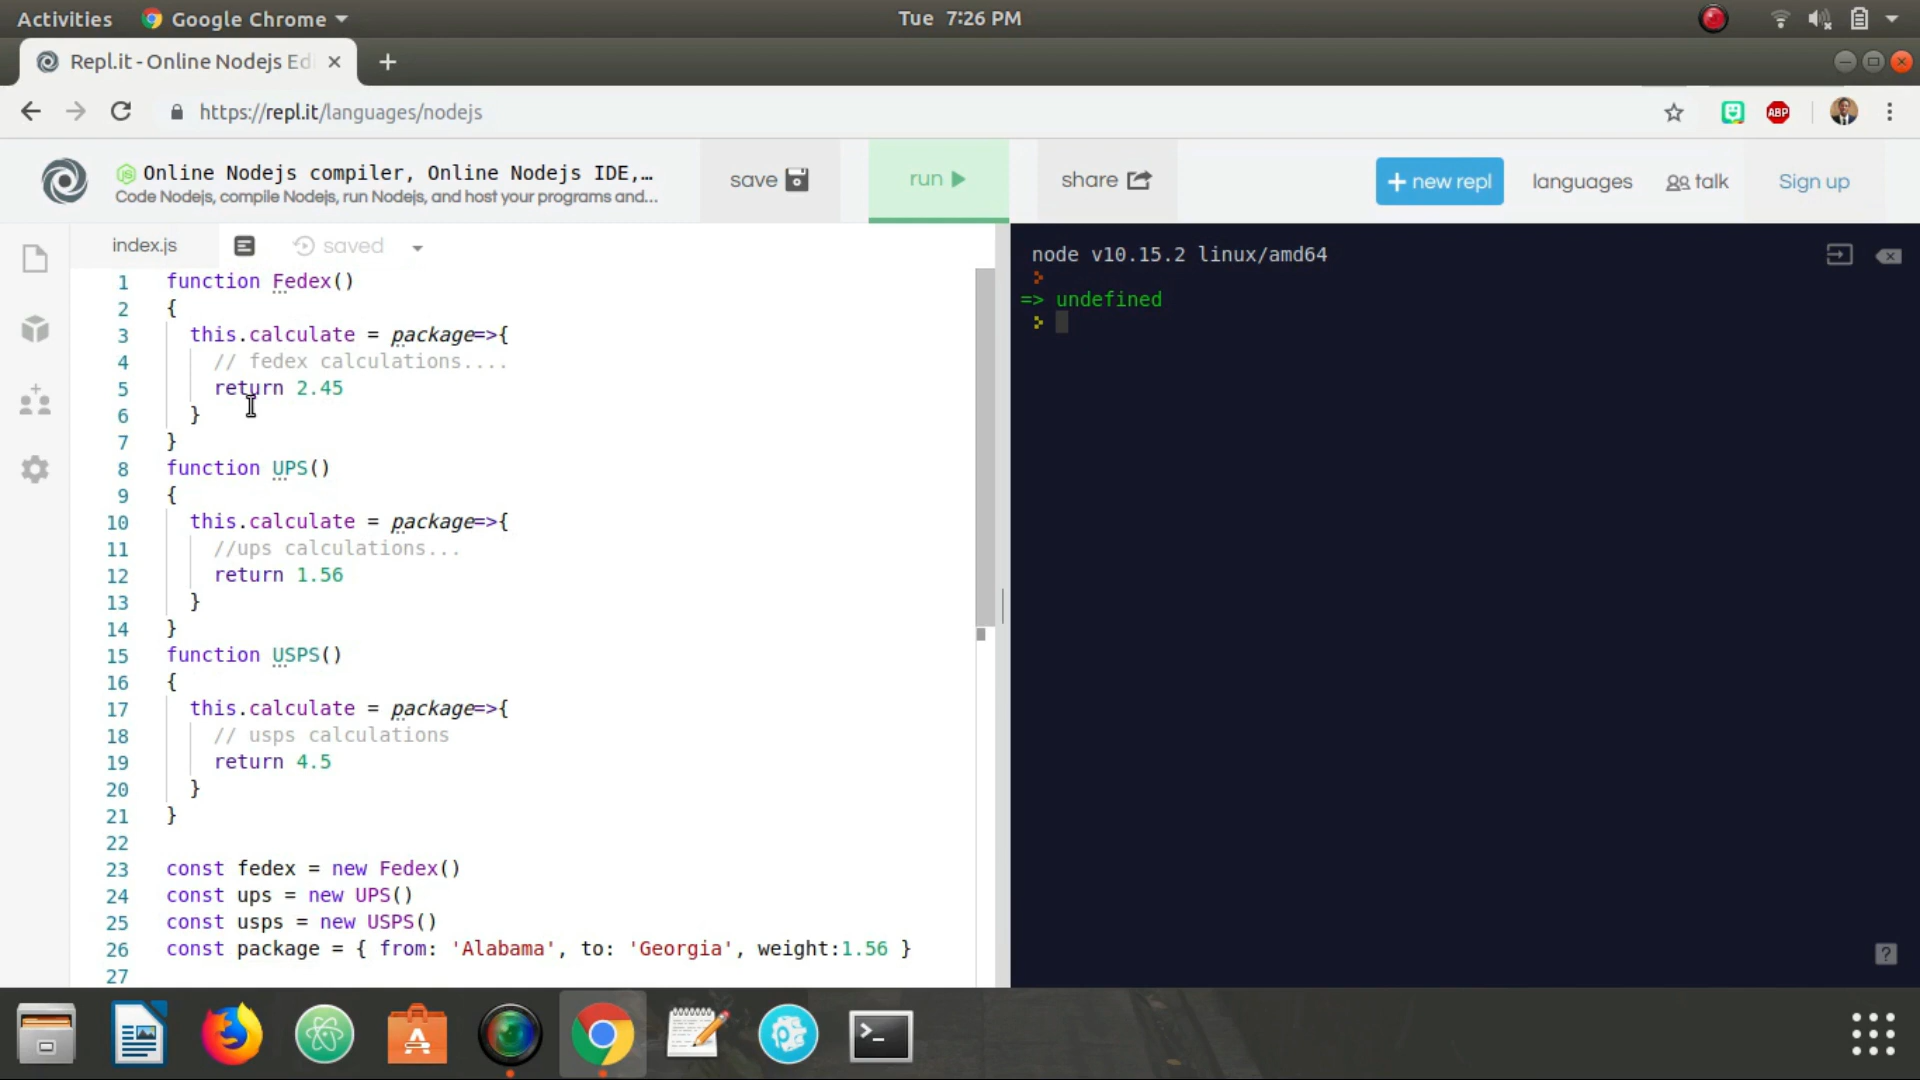 Activities Google Chrome Tue 7:26 PM
Repl.it - Online Nodejs Edi
https://repl.it/languages/nodejs ABP
Online Nodejs compiler, Online Nodejs IDE,...
Code Nodejs, compile Nodejs, run Nodejs, and host your programs and...
save run share + new repl languages talk Sign up
index.js saved
1 function Fedex()
2 {
3 this.calculate = package=>{
4 // fedex calculations....
5 return 2.45
6 }
7 }
8 function UPS()
9 {
10 this.calculate = package=>{
11 //ups calculations...
12 return 1.56
13 }
14 }
15 function USPS()
16 {
17 this.calculate = package=>{
18 // usps calculations
19 return 4.5
20 }
21 }
22
23 const fedex = new Fedex()
24 const ups = new UPS()
25 const usps = new USPS()
26 const package = { from: 'Alabama', to: 'Georgia', weight:1.56 }
27
node v10.15.2 linux/amd64
=> undefined
?